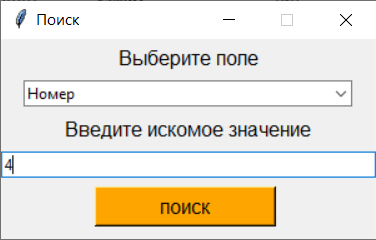 Поиск
Выберите поле
Номер
Введите искомое значение
4
поиск